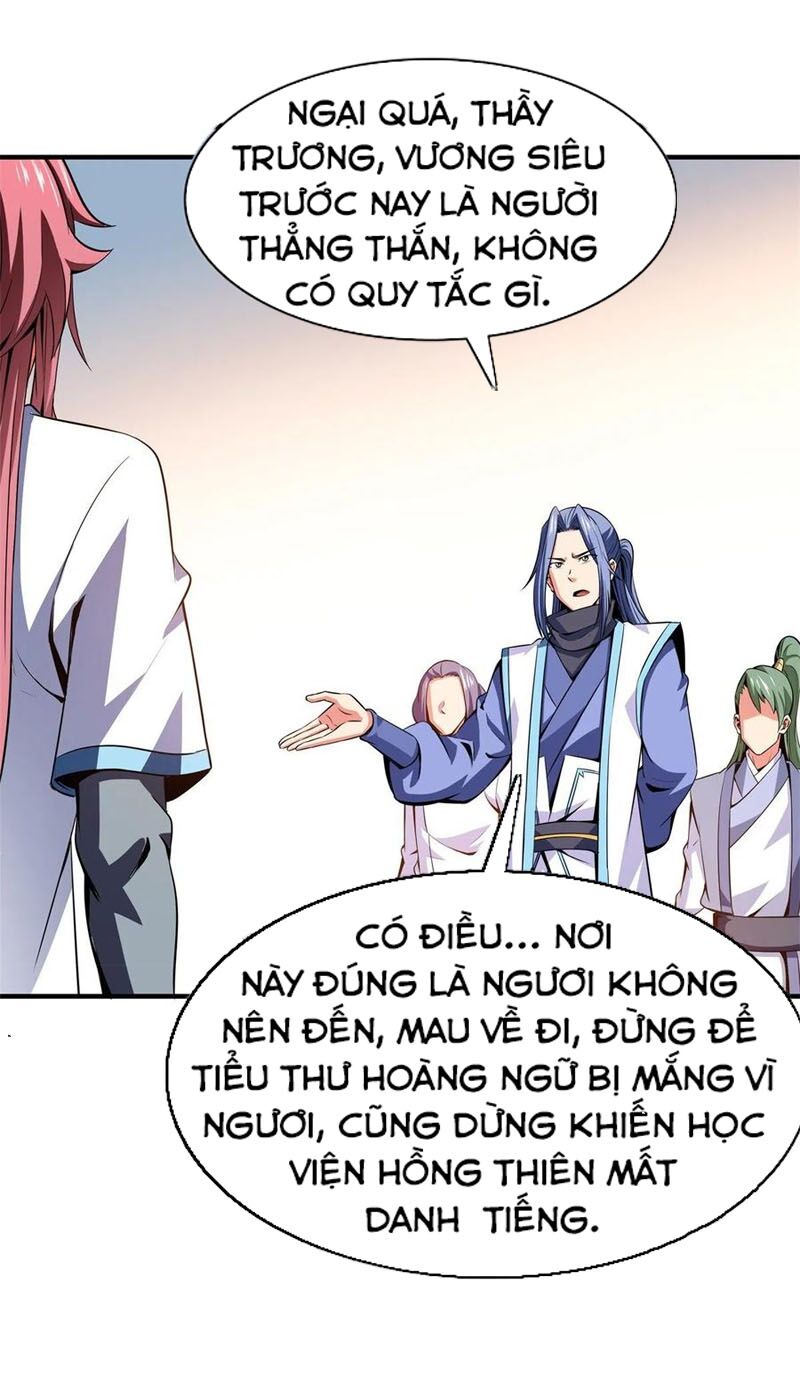 NGẠI QUÁ, THẦY
TRƯƠNG, VƯƠNG SIÊU
TRƯỚC NAY LÀ NGƯỜI
THẲNG THẮN, KHÔNG
CÓ QUY TẮC GÌ.
CÓ ĐIỀU... NƠI
NÀY ĐÚNG LÀ NGƯƠI KHÔNG
NÊN ĐẾN, MAU VỀ ĐI, ĐỪNG ĐỂ
TIỂU THƯ HOÀNG NGỮ BỊ MẮNG VÌ
NGƯƠI, CŨNG DỪNG KHIẾN HỌC
VIỆN HỒNG THIÊN MẤT
DANH TIẾNG.